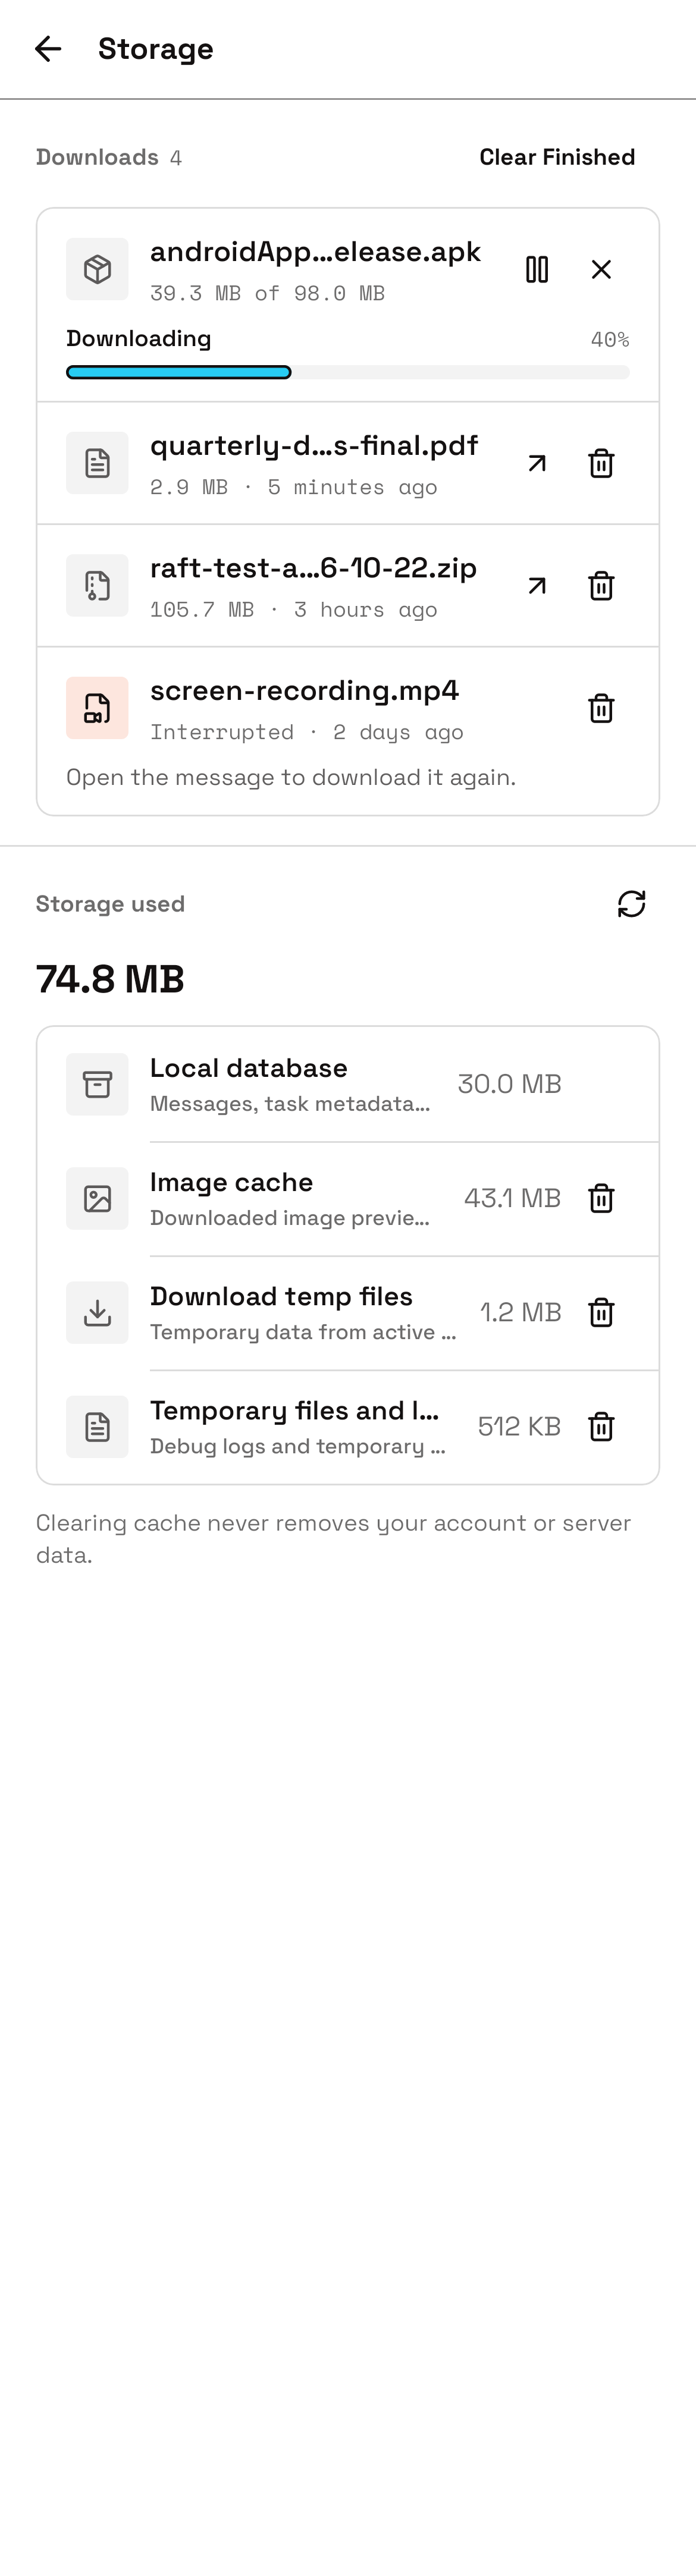 Storage
Downloads 4
Clear Finished
androidApp...elease.apk
39.3 MB of 98.0 MB
Downloading
40%
quarterly-d...s-final.pdf
2.9 MB · 5 minutes ago
raft-test-a...6-10-22.zip
105.7 MB · 3 hours ago
screen-recording.mp4
Interrupted · 2 days ago
Open the message to download it again.
Storage used
74.8 MB
Local database
Messages, task metadata...
30.0 MB
Image cache
Downloaded image previe...
43.1 MB
Download temp files
Temporary data from active ...
1.2 MB
Temporary files and l...
Debug logs and temporary ...
512 KB
Clearing cache never removes your account or server
data.